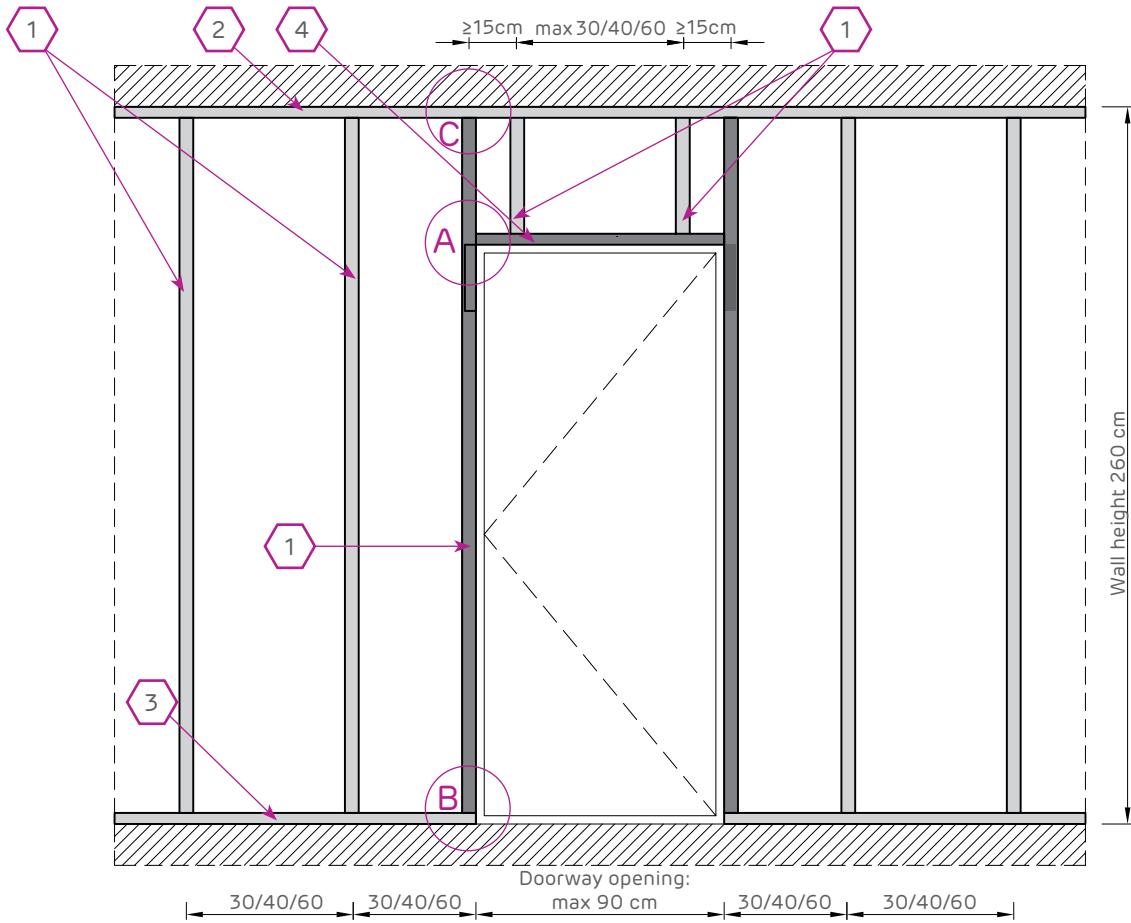 ≥15cm max 30/40/60 ≥15cm
1 2 4 1
C
A
1
Wall height 260 cm
3
B
Doorway opening:
30/40/60 30/40/60 max 90 cm 30/40/60 30/40/60